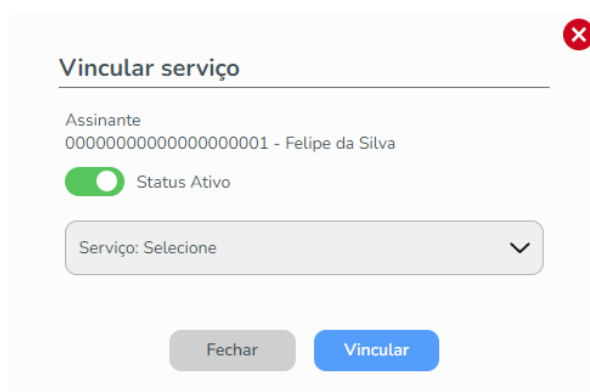 Vincular serviço
Assinante
00000000000000000001 - Felipe da Silva
Status Ativo
Serviço: Selecione
Fechar
Vincular